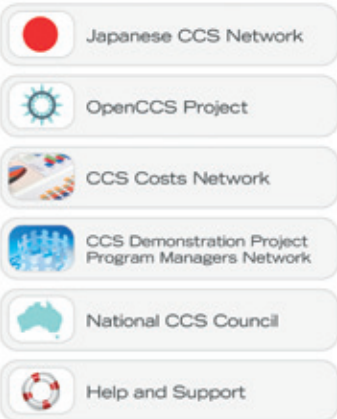 Japanese CCS Network
OpenCCS Project
CCS Costs Network
CCS Demonstration Project
Program Managers Network
National CCS Council
Help and Support